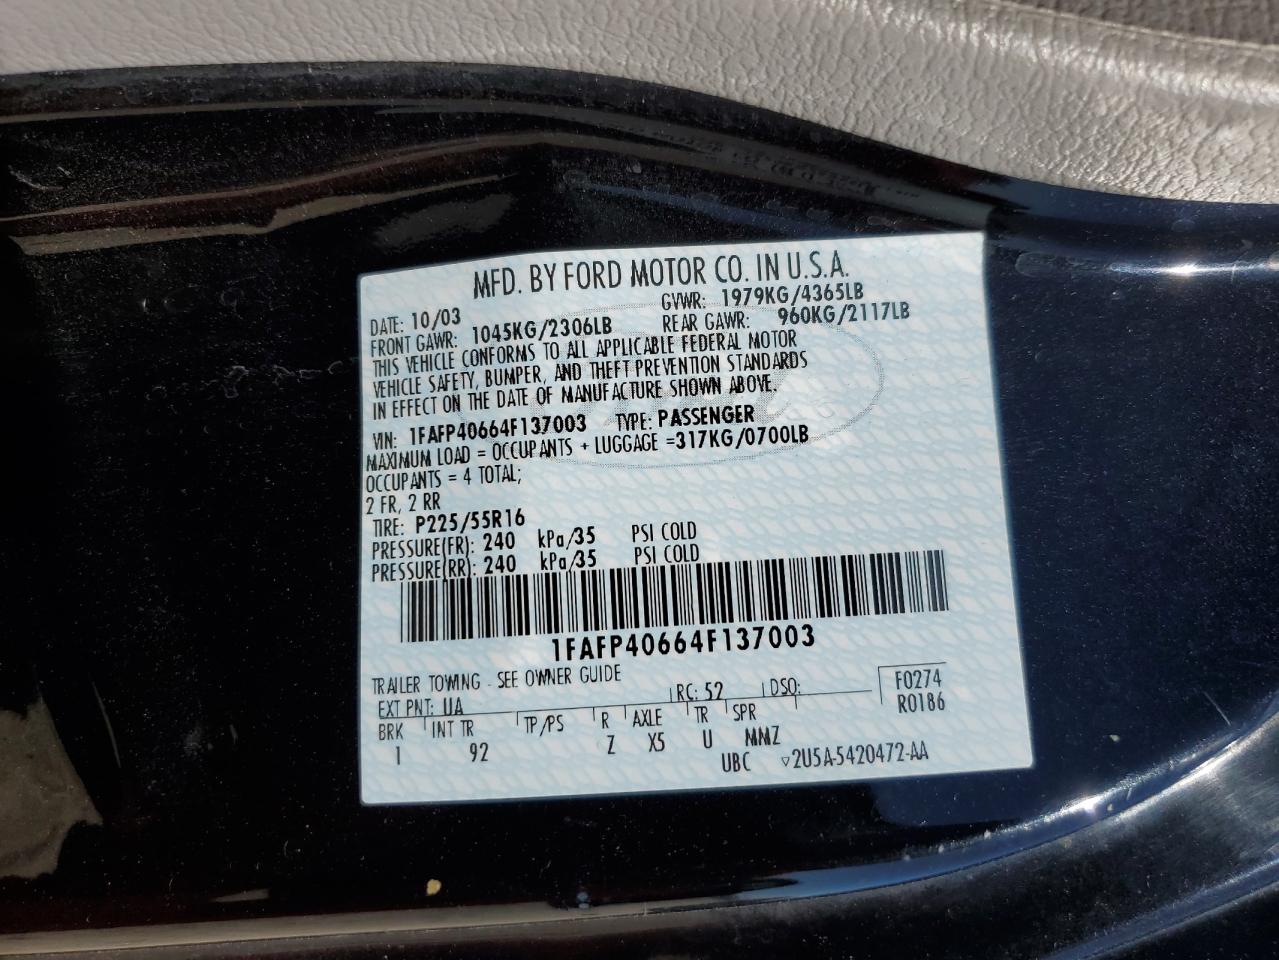 MFD. BY FORD MOTOR CO. IN U.S.A.
DATE: 10/03 GVWR: 1979KG/4365LB
FRONT GAWR: 1045KG/2306LB REAR GAWR: 960KG/2117LB
THIS VEHICLE CONFORMS TO ALL APPLICABLE FEDERAL MOTOR
VEHICLE SAFETY, BUMPER, AND THEFT PREVENTION STANDARDS
IN EFFECT ON THE DATE OF MANUFACTURE SHOWN ABOVE.
VIN: 1FAFP40664F137003 TYPE: PASSENGER
MAXIMUM LOAD = OCCUPANTS + LUGGAGE =317KG/0700LB
OCCUPANTS = 4 TOTAL;
2 FR, 2 RR
TIRE: P225/55R16
PRESSURE(FR): 240 kPa/35 PSI COLD
PRESSURE(RR): 240 kPa/35 PSI COLD
1FAFP40664F137003
TRAILER TOWING - SEE OWNER GUIDE
EXT PNT: UA RC: 52 DSO: F0274
R0186
BRK INT TR TP/PS R AXLE TR SPR
I 92 Z X5 U MMZ
UBC ▽2U5A-5420472-AA